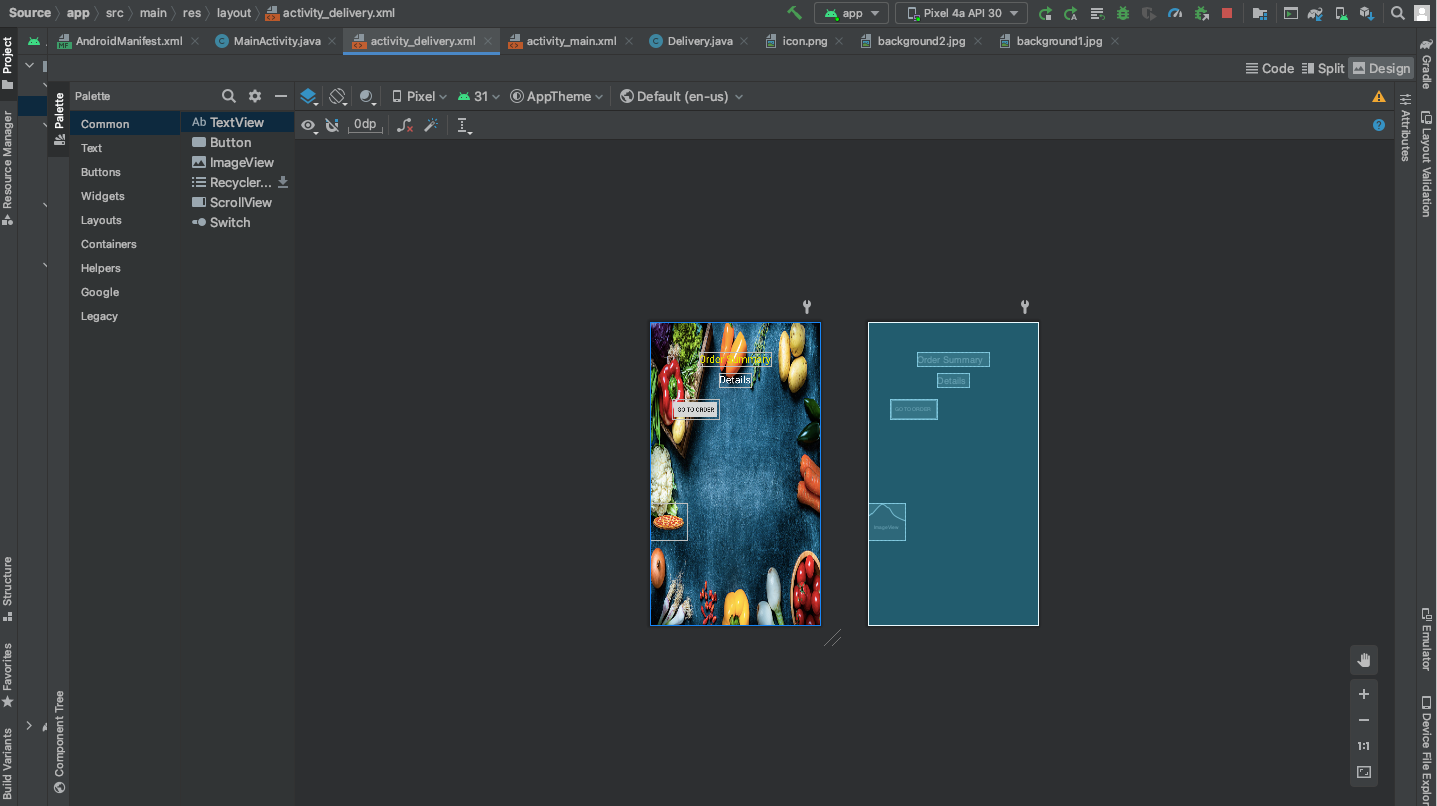 Source app src main res layout activity_delivery.xml
app Pixel 4a API 30
AndroidManifest.xml MainActivity.java activity_delivery.xml activity_main.xml Delivery.java icon.png background2.jpg background1.jpg
Code Split Design
Palette
Pixel 31 AppTheme Default (en-us)
0dp
Common
Text
Buttons
Widgets
Layouts
Containers
Helpers
Google
Legacy
Ab TextView
Button
ImageView
Recycler...
ScrollView
Switch
Order Summary
Details
GO TO ORDER
Order Summary
Details
GO TO ORDER
ImageView
1:1
Project
Resource Manager
Structure
Favorites
Build Variants
Palette
Component Tree
Attributes
Gradle
Layout Validation
Emulator
Device File Explor